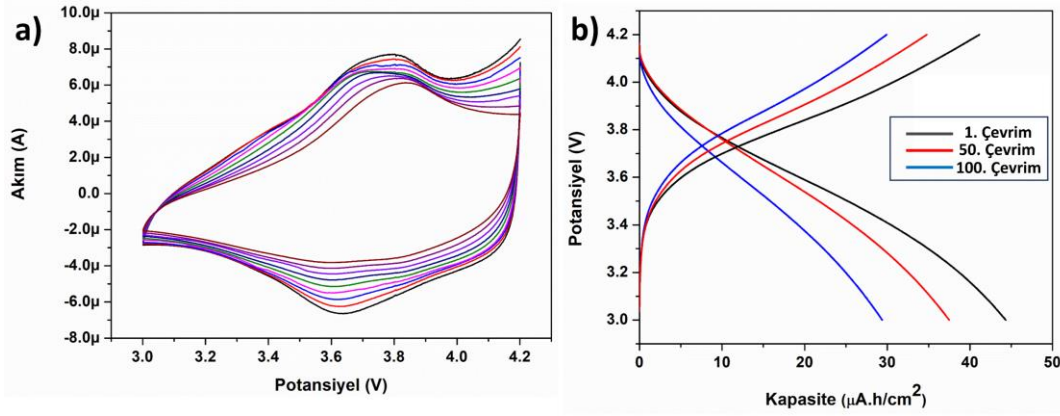 a)
10.0µ
8.0µ
6.0µ
4.0µ
2.0µ
0.0
-2.0µ
-4.0µ
-6.0µ
-8.0µ
Akım (A)
3.0 3.2 3.4 3.6 3.8 4.0 4.2
Potansiyel (V)
b)
4.2
4.0
3.8
3.6
3.4
3.2
3.0
Potansiyel (V)
1. Çevrim
50. Çevrim
100. Çevrim
0 10 20 30 40 50
Kapasite (µA.h/cm²)